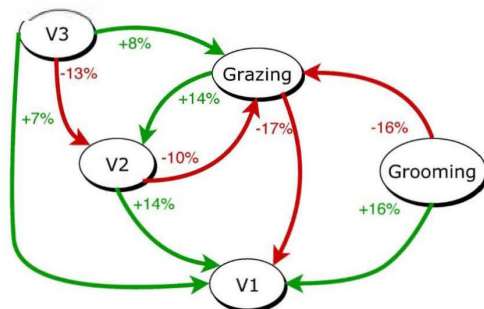 V3
+8%
-13%
Grazing
+7%
+14%
-17%
-16%
V2
-10%
Grooming
+14%
+16%
V1